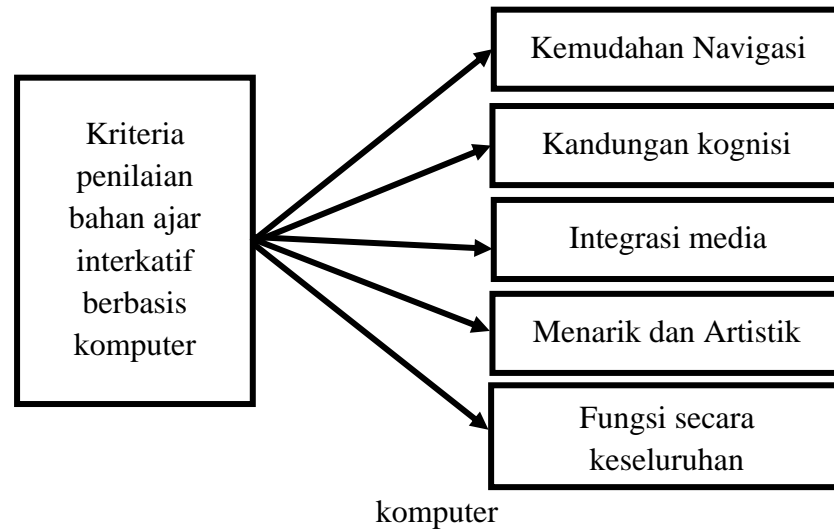 Kriteria
penilaian
bahan ajar
interkatif
berbasis
komputer
Kemudahan Navigasi
Kandungan kognisi
Integrasi media
Menarik dan Artistik
Fungsi secara
keseluruhan
komputer